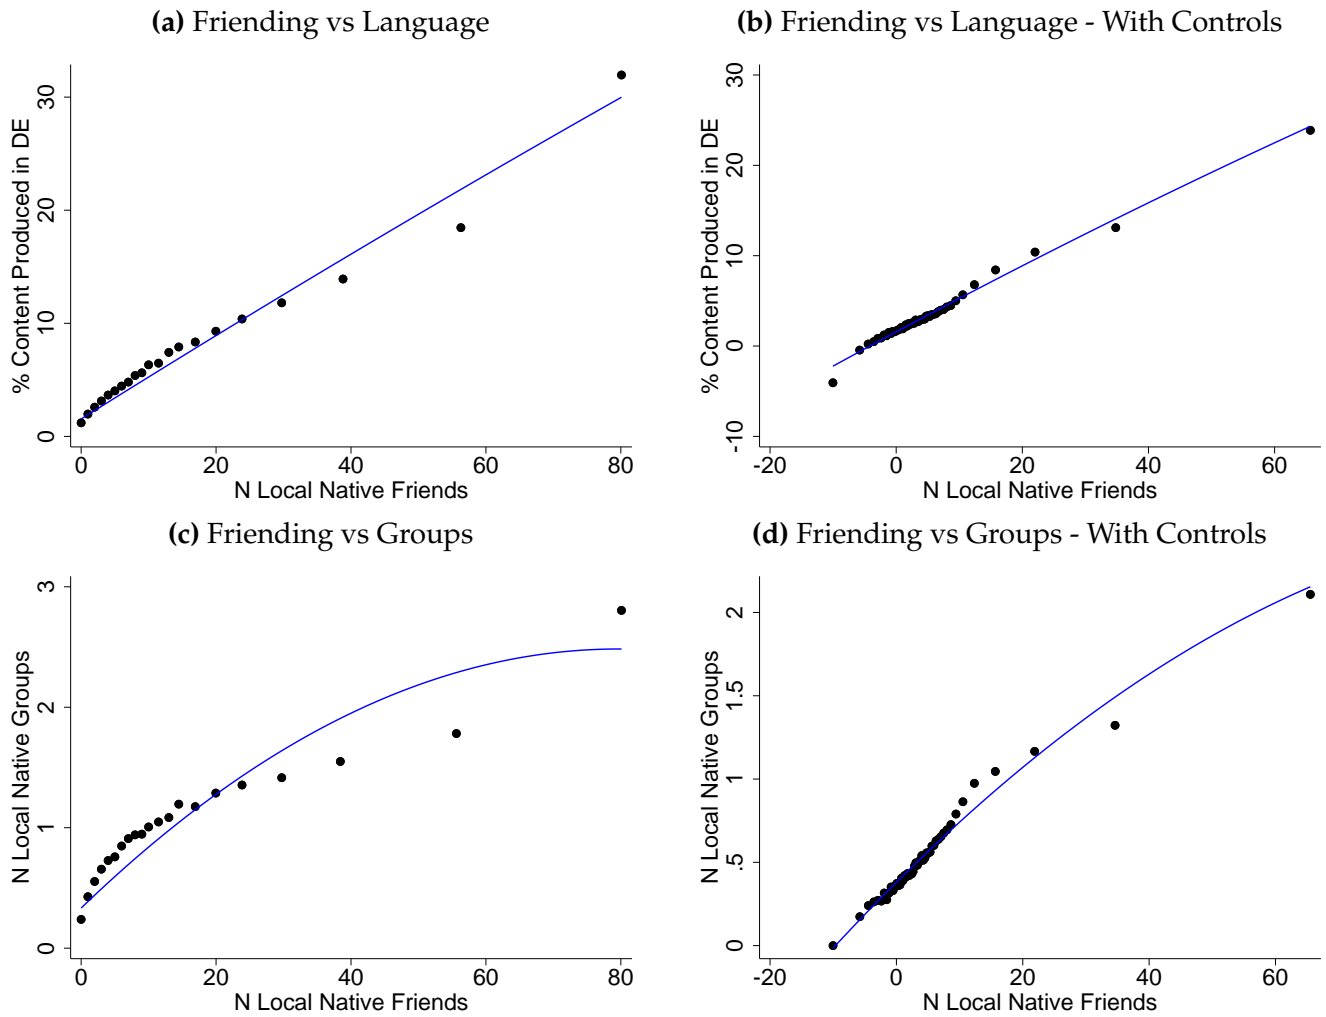 (a) Friending vs Language
% Content Produced in DE
30
20
10
0
0 20 40 60 80
N Local Native Friends
(b) Friending vs Language - With Controls
% Content Produced in DE
30
20
10
0
-10
-20 0 20 40 60
N Local Native Friends
(c) Friending vs Groups
N Local Native Groups
3
2
1
0
0 20 40 60 80
N Local Native Friends
(d) Friending vs Groups - With Controls
N Local Native Groups
2
1.5
1
.5
0
-20 0 20 40 60
N Local Native Friends